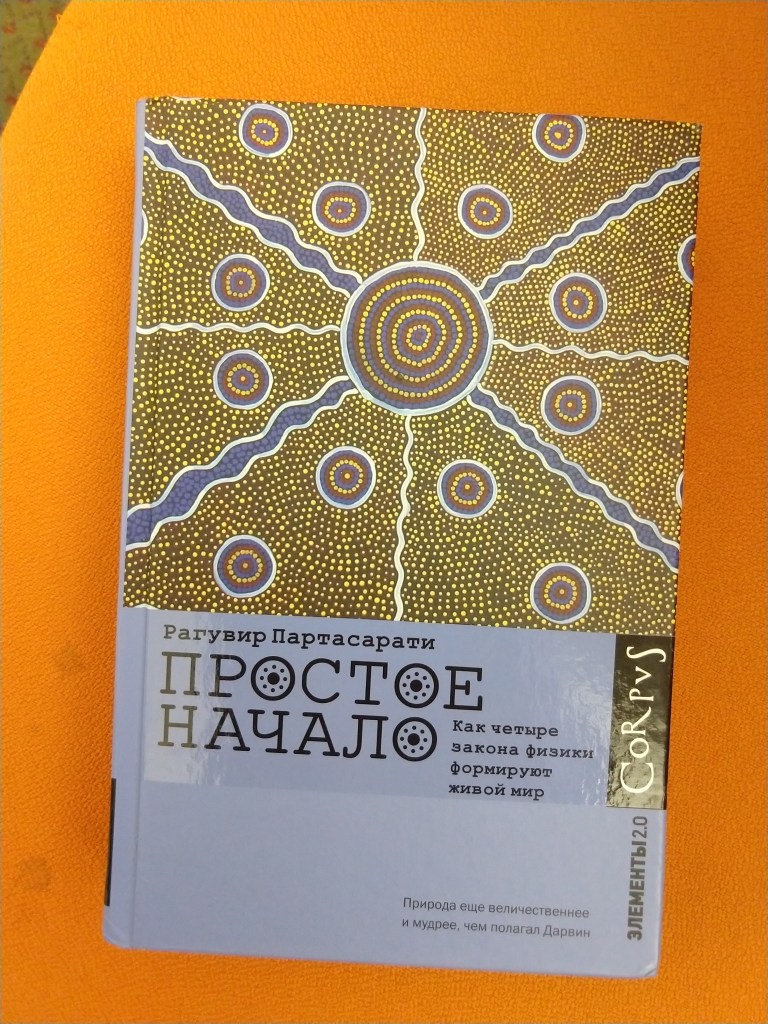 Рагувир Партасарати
ПРОСТОЕ
НАЧАЛО
Как четыре
закона физики
формируют
живой мир
CORPVS
ЭЛЕМЕНТЫ 2.0
Природа еще величественнее
и мудрее, чем полагал Дарвин